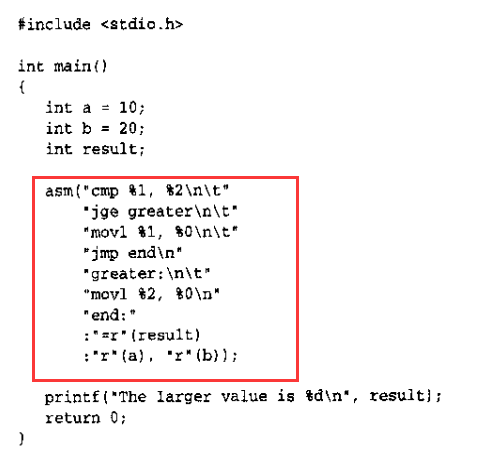 #include <stdio.h>
int main()
{
int a = 10;
int b = 20;
int result;
asm("cmp %1, %2\n\t"
"jge greater\n\t"
"movl %1, %0\n\t"
"jmp end\n"
"greater:\n\t"
"movl %2, %0\n"
"end:"
:"=r"(result)
:"r"(a), "r"(b));
printf("The larger value is %d\n", result);
return 0;
}